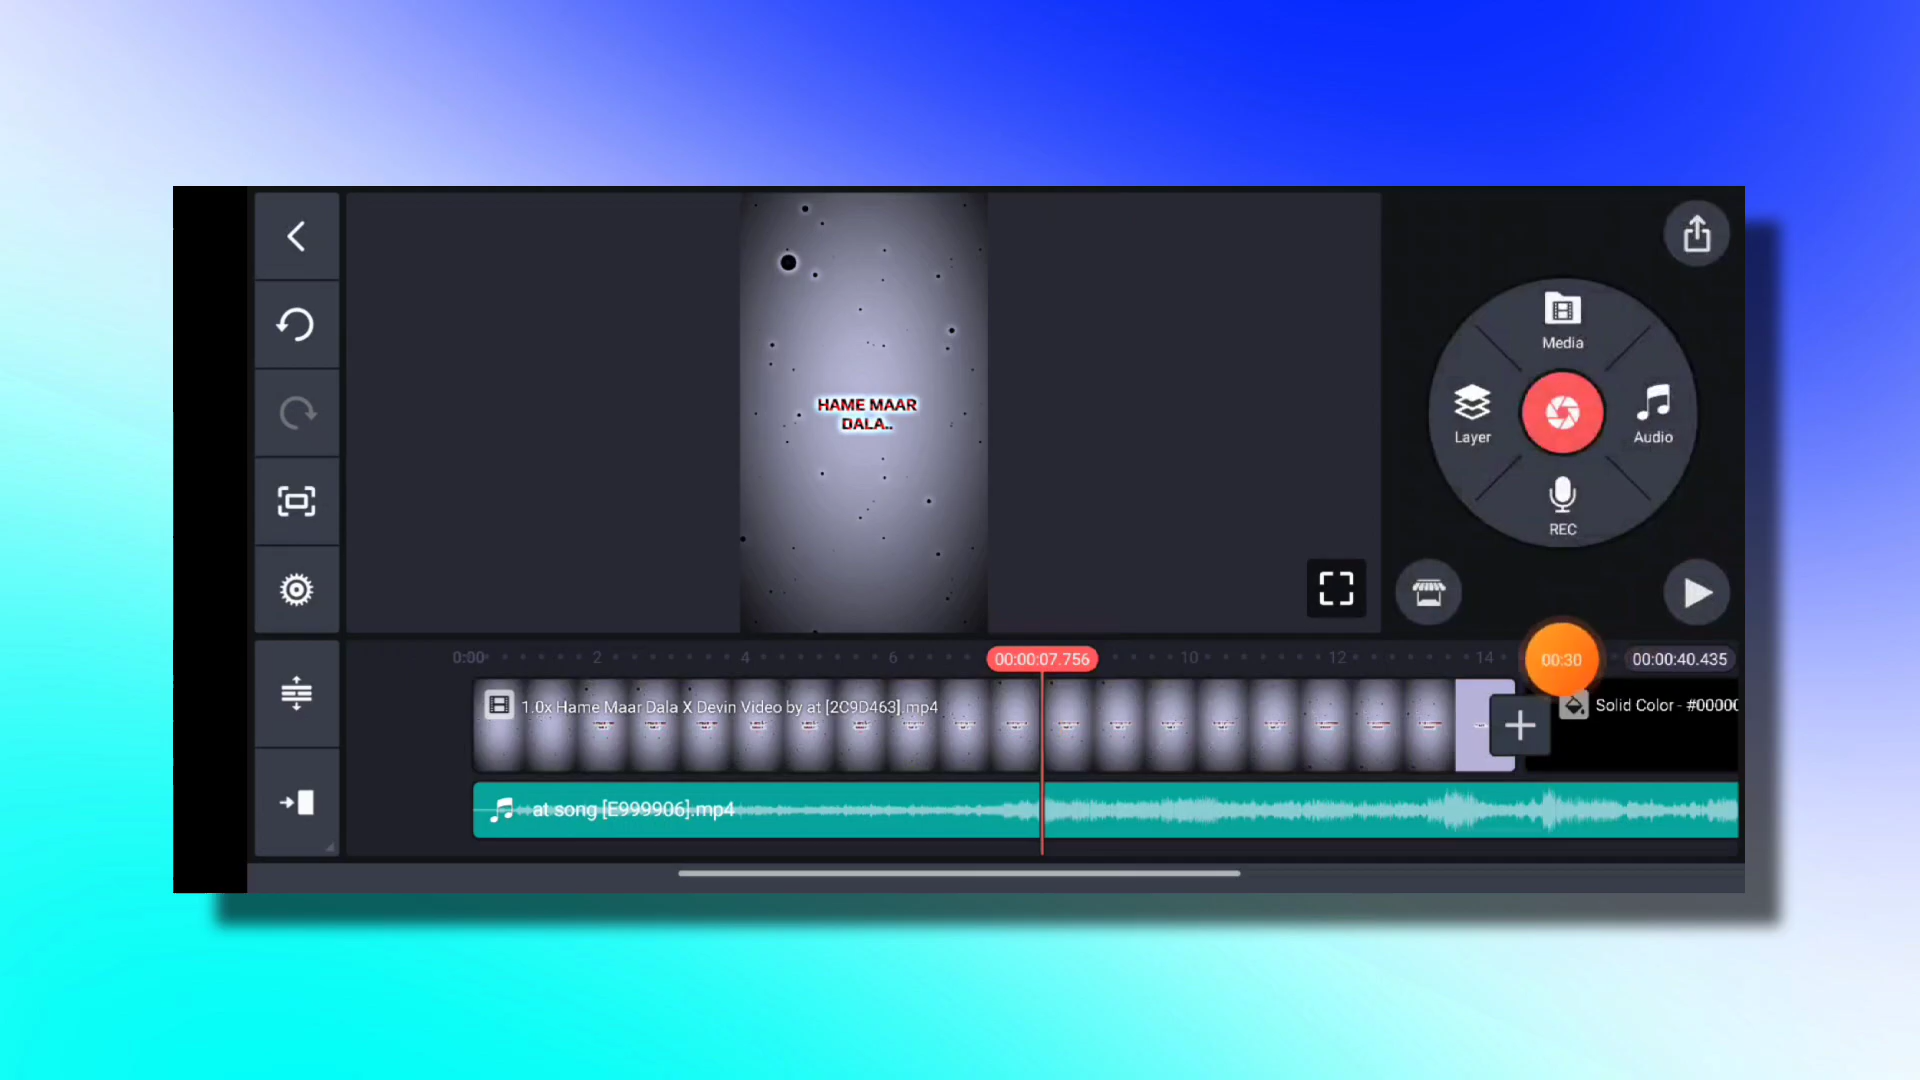 Media
Layer
Audio
REC
HAME MAAR
DALA..
0:00
2
4
6
00:00:07.756
10
12
14
00:30
00:00:40.435
1.0x Hame Maar Dala X Devin Video by at [2C9D463].mp4
Solid Color - #00000
at song [E999906].mp4